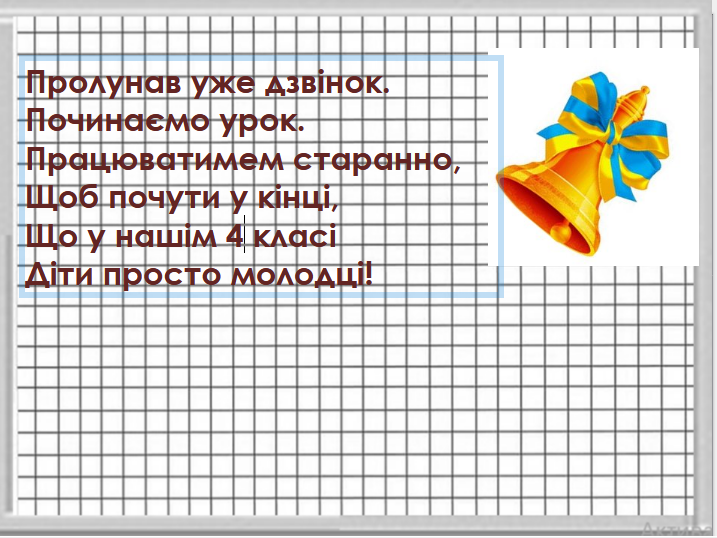 Пролунав уже дзвінок.
Починаємо урок.
Працюватимем старанно,
Щоб почути у кінці,
Що у нашім 4 класі
Діти просто молодці!